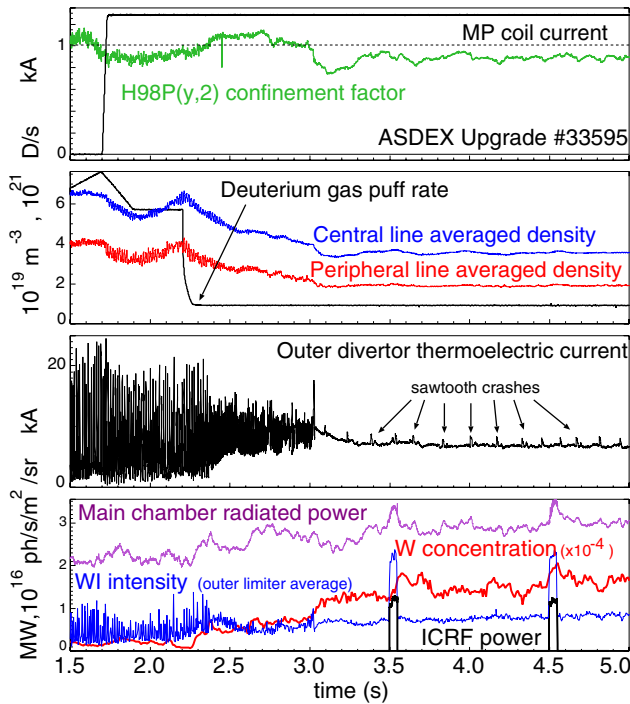 MP coil current
1
kA
H98P(y,2) confinement factor
D/s
0
ASDEX Upgrade #33595
10^19 m^-3 , 10^21
6
4
2
0
Deuterium gas puff rate
Central line averaged density
Peripheral line averaged density
kA
20
0
Outer divertor thermoelectric current
sawtooth crashes
MW,10^16 ph/s/m^2 /sr
3
2
1
0
Main chamber radiated power
W concentration (x10^-4)
WI intensity (outer limiter average)
ICRF power
1.5 2.0 2.5 3.0 3.5 4.0 4.5 5.0
time (s)